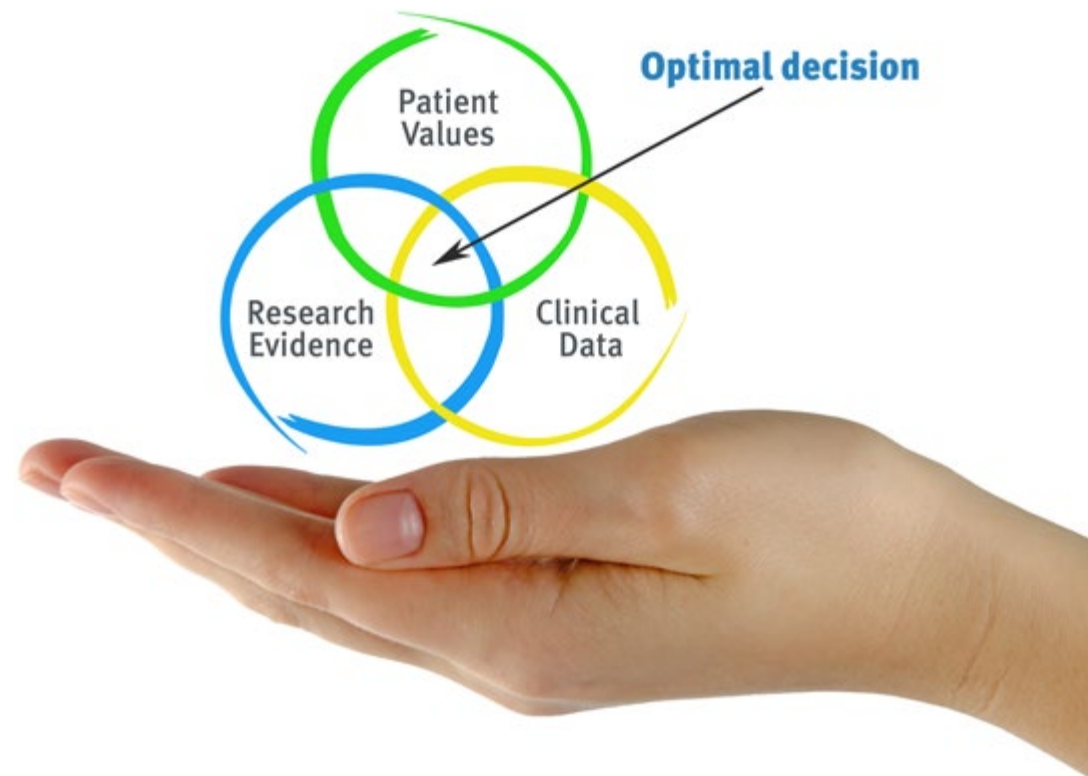 Optimal decision
Patient
Values
Research
Evidence
Clinical
Data